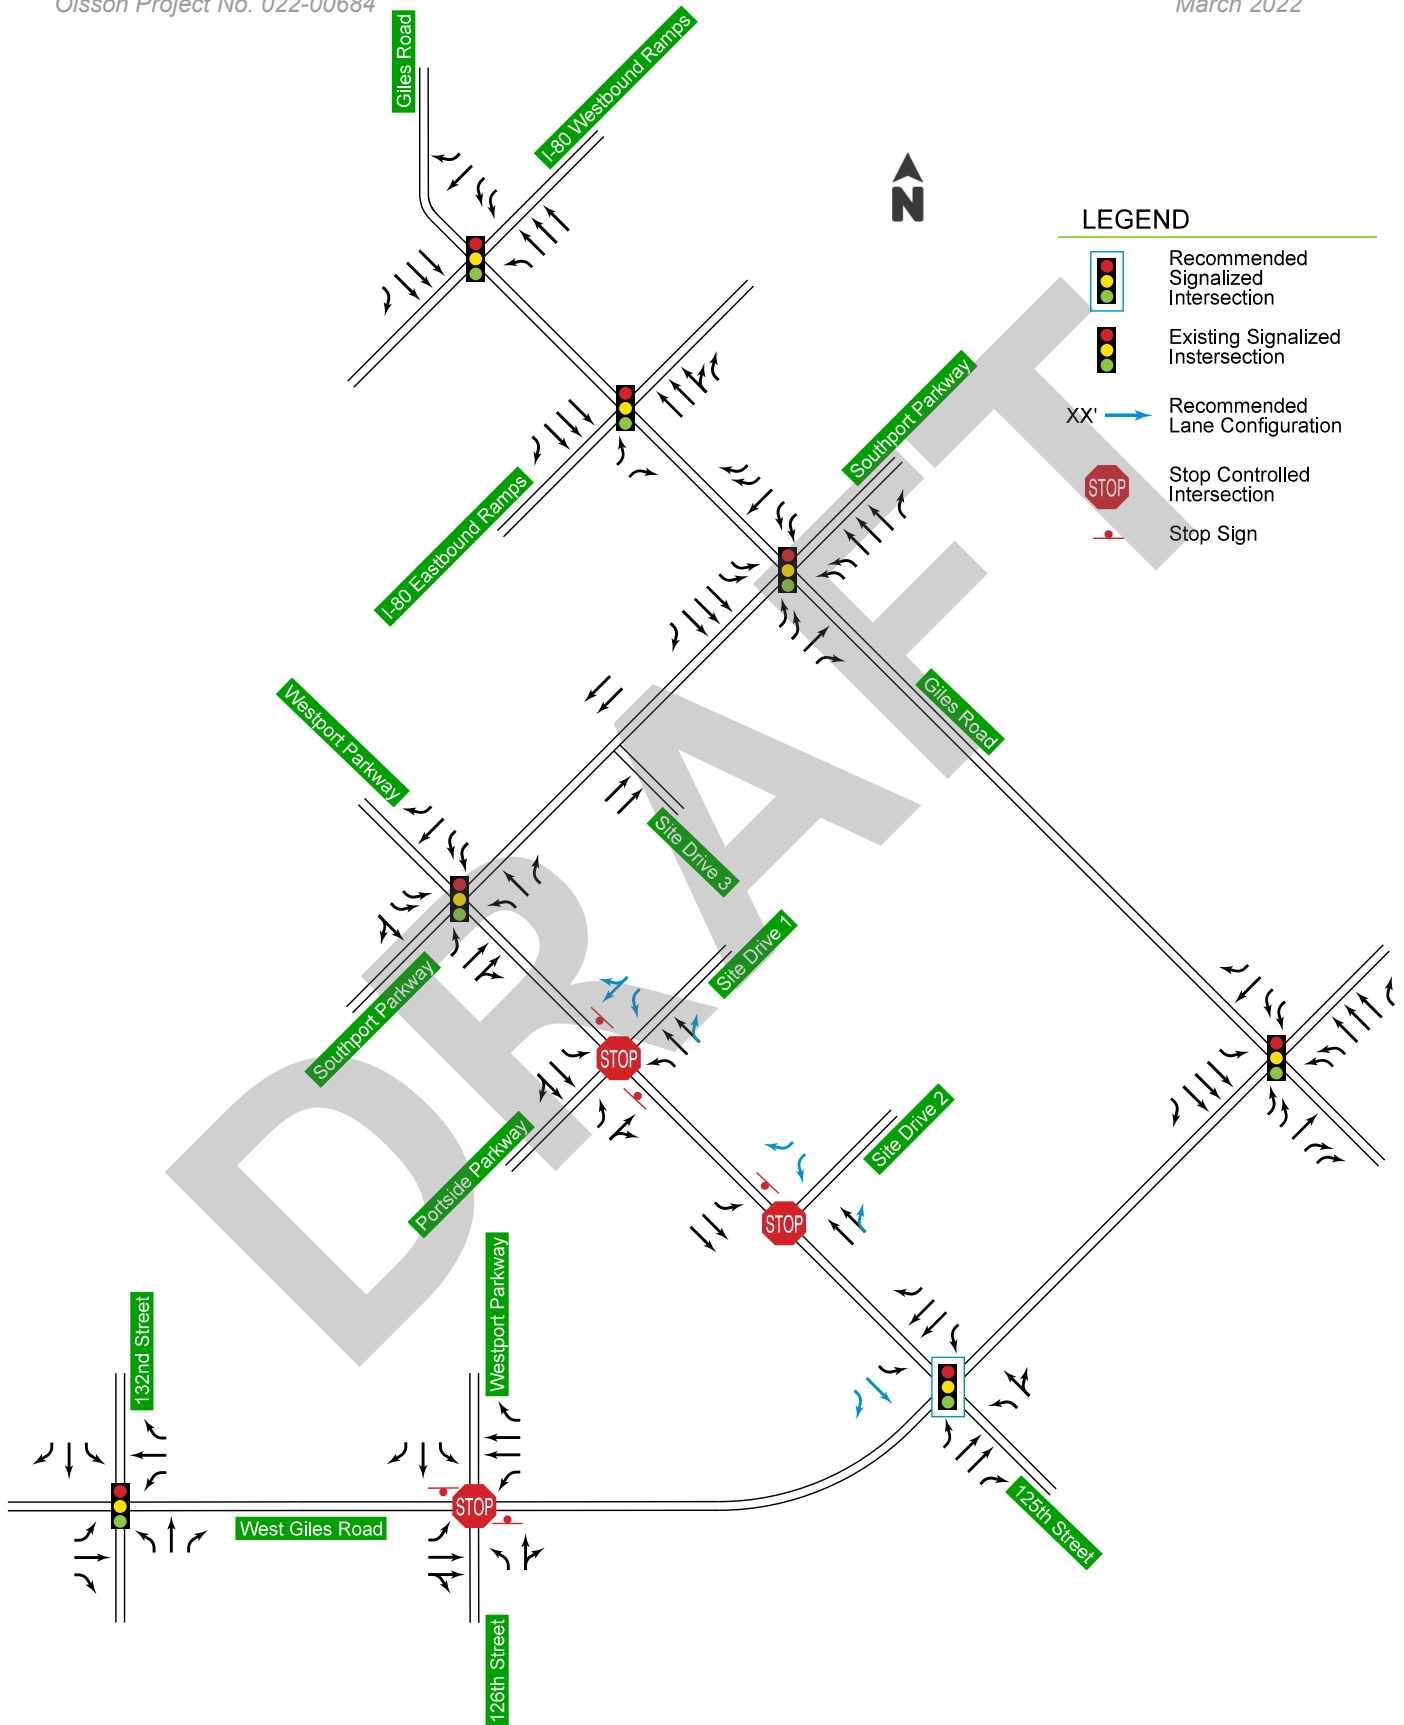 Olsson Project No. 022-00684
March 2022
Giles Road
I-80 Westbound Ramps
N
LEGEND
Recommended
Signalized
Intersection
Existing Signalized
Instersection
XX'
Recommended
Lane Configuration
STOP
Stop Controlled
Intersection
Stop Sign
Southport Parkway
I-80 Eastbound Ramps
Giles Road
Westport Parkway
Site Drive 3
Site Drive 1
Southport Parkway
STOP
Site Drive 2
Portside Parkway
STOP
Westport Parkway
132nd Street
STOP
West Giles Road
125th Street
126th Street
DRAFT